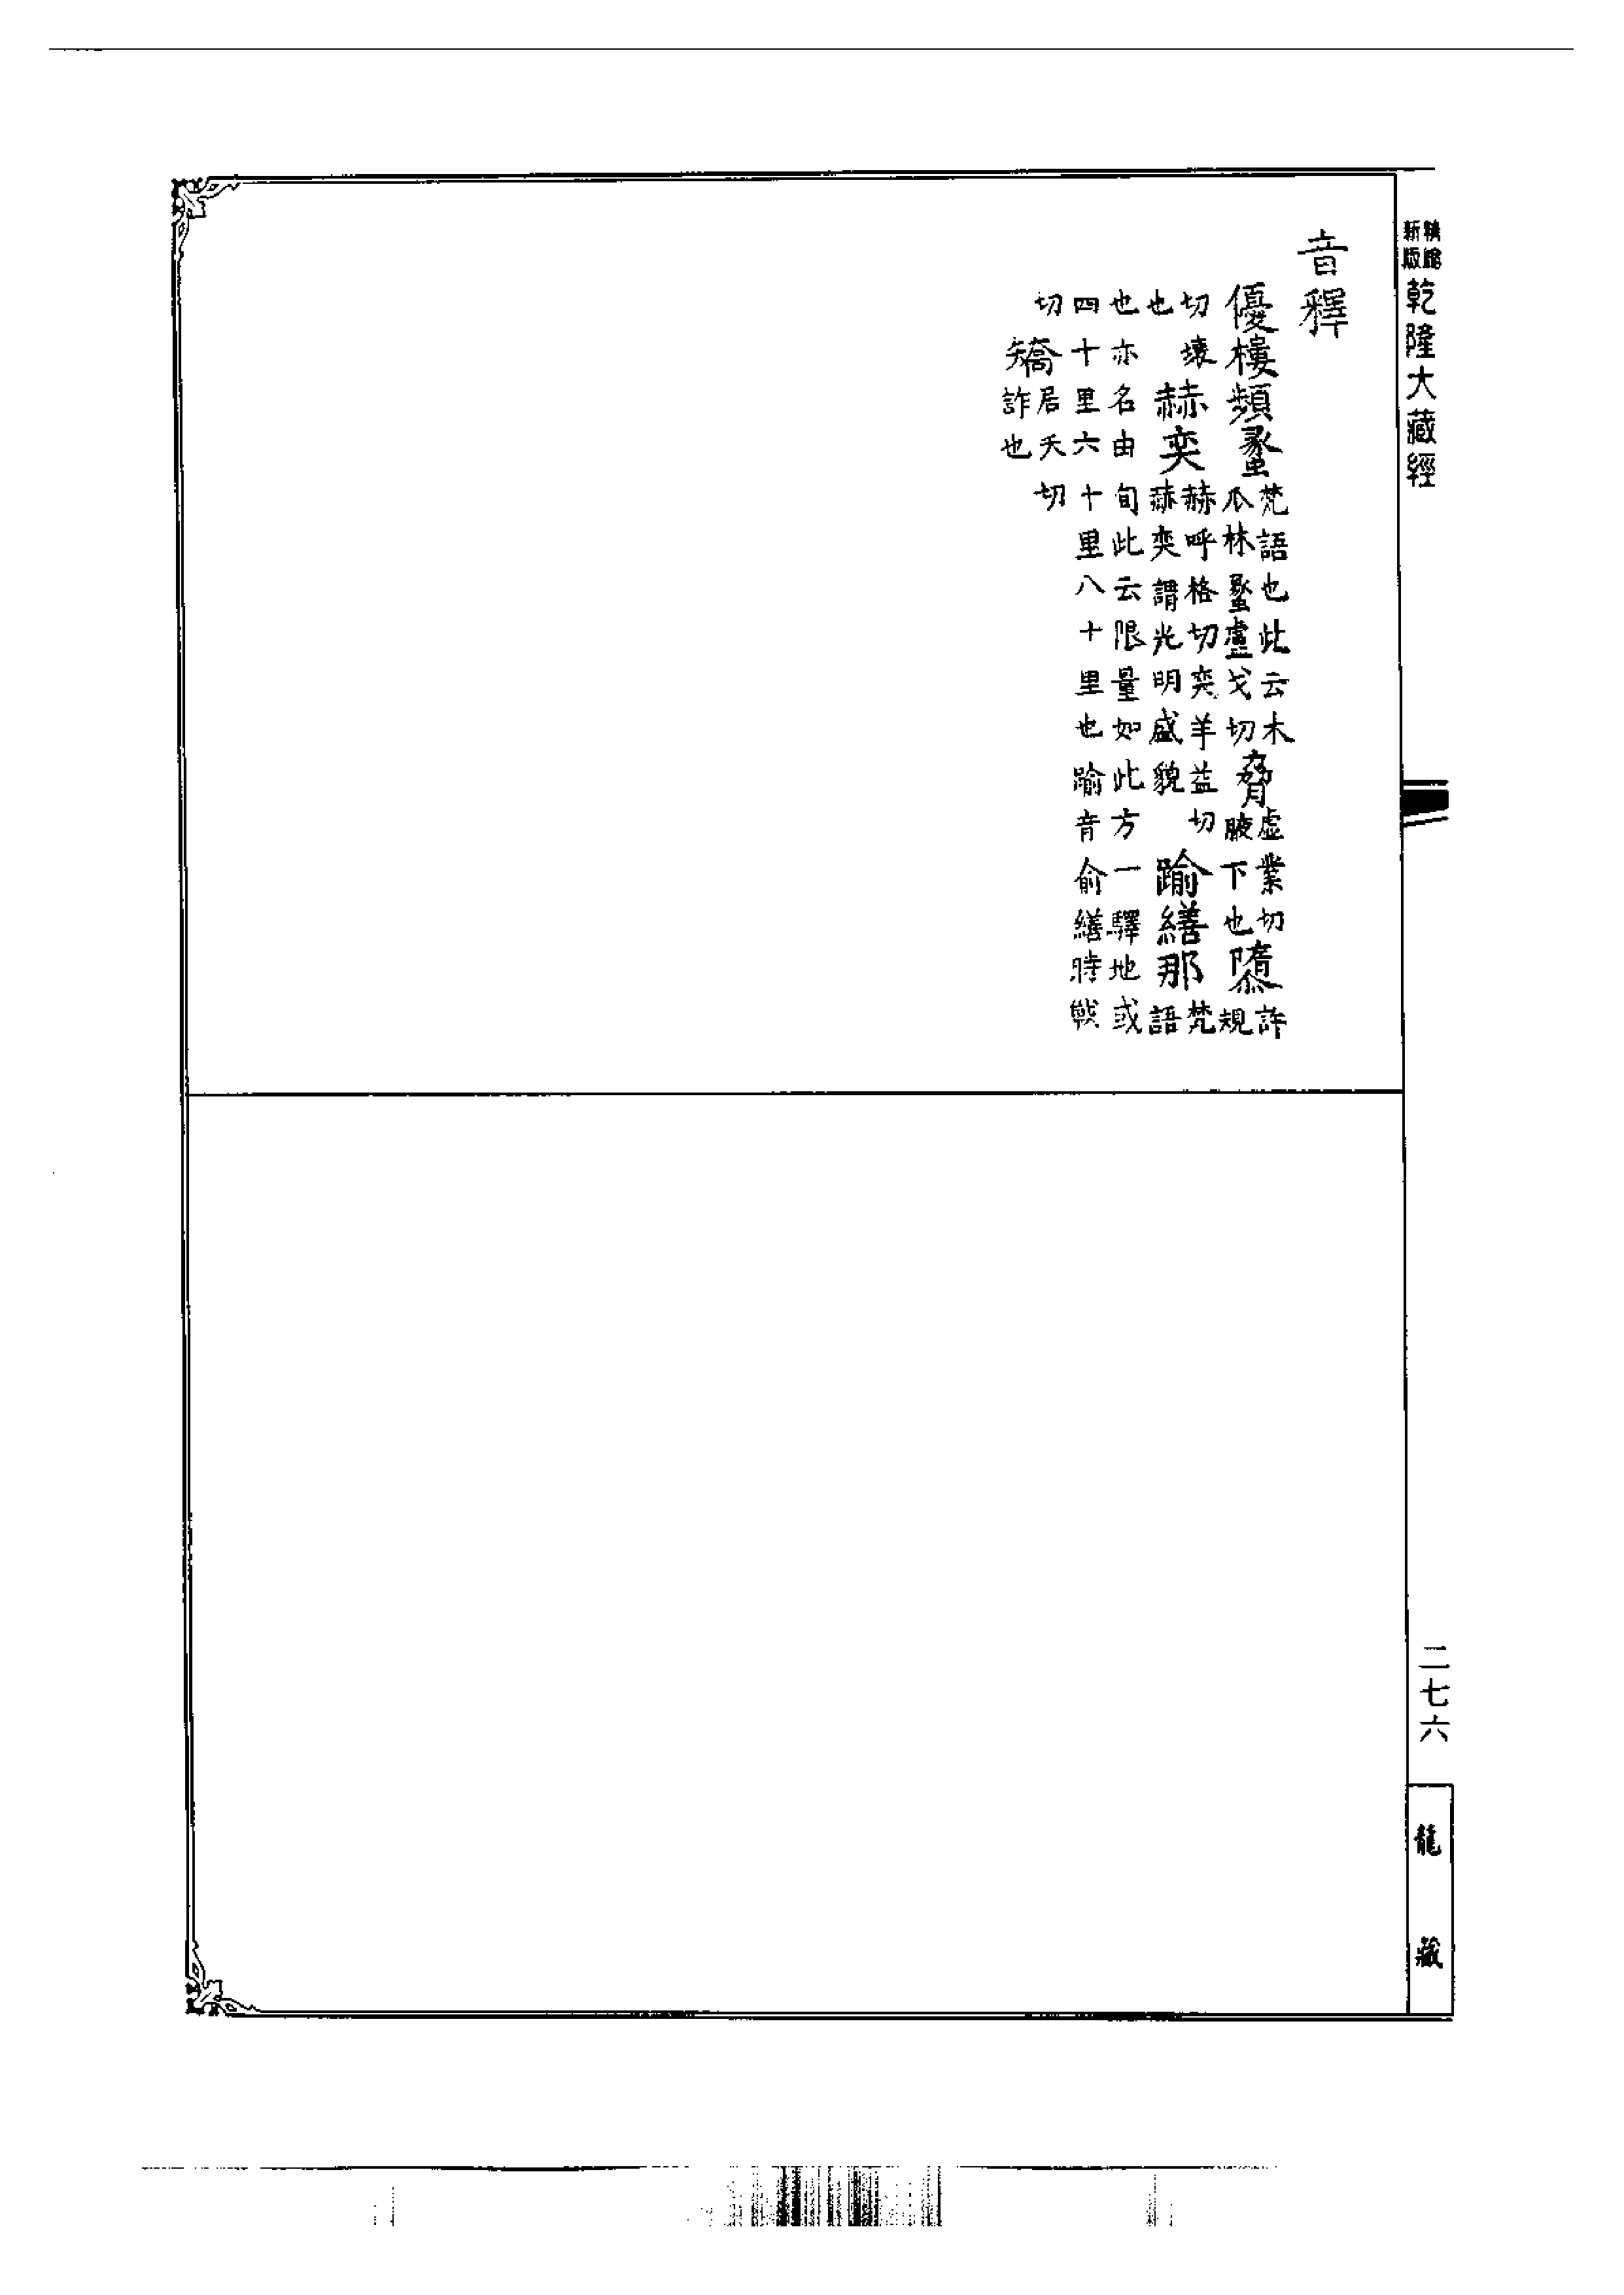 精縮新版 乾隆大藏經
音釋
優樓頻蠡 梵語也此云木瓜林蠡盧戈切 脅 虛業切腋下也 隳 許規
切壞也 赫奕 赫呼格切奕羊益切赫奕謂光明盛貌 踰繕那 梵語
也亦名由旬此云限量如此方一驛地或
四十里六十里八十里也踰音俞繕時戰
切 矯 居夭切詐也
二七六
龍藏